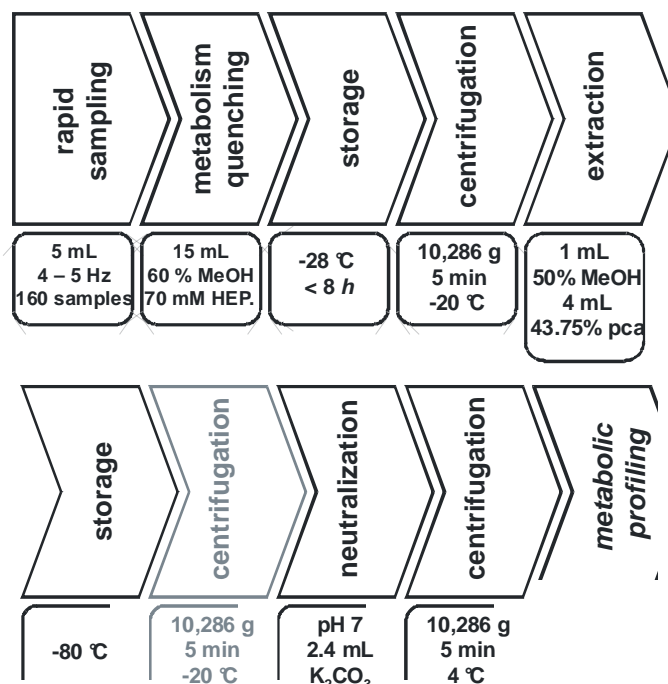 rapid
sampling
metabolism
quenching
storage
centrifugation
extraction
5 mL
4 – 5 Hz
160 samples
15 mL
60 % MeOH
70 mM HEP.
-28 °C
< 8 h
10,286 g
5 min
-20 °C
1 mL
50% MeOH
4 mL
43.75% pca
storage
centrifugation
neutralization
centrifugation
metabolic
profiling
-80 °C
10,286 g
5 min
-20 °C
pH 7
2.4 mL
K₂CO₃
10,286 g
5 min
4 °C